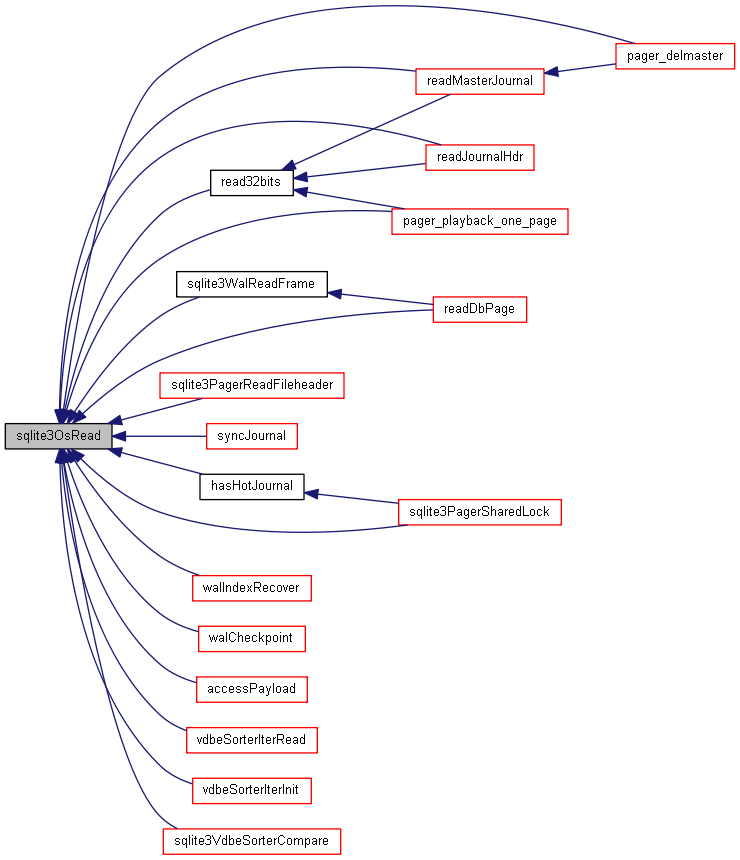 pager_delmaster
readMasterJournal
readJournalHdr
read32bits
pager_playback_one_page
sqlite3WalReadFrame
readDbPage
sqlite3PagerReadFileheader
sqlite3OsRead
syncJournal
hasHotJournal
sqlite3PagerSharedLock
walIndexRecover
walCheckpoint
accessPayload
vdbeSorterIterRead
vdbeSorterIterInit
sqlite3VdbeSorterCompare